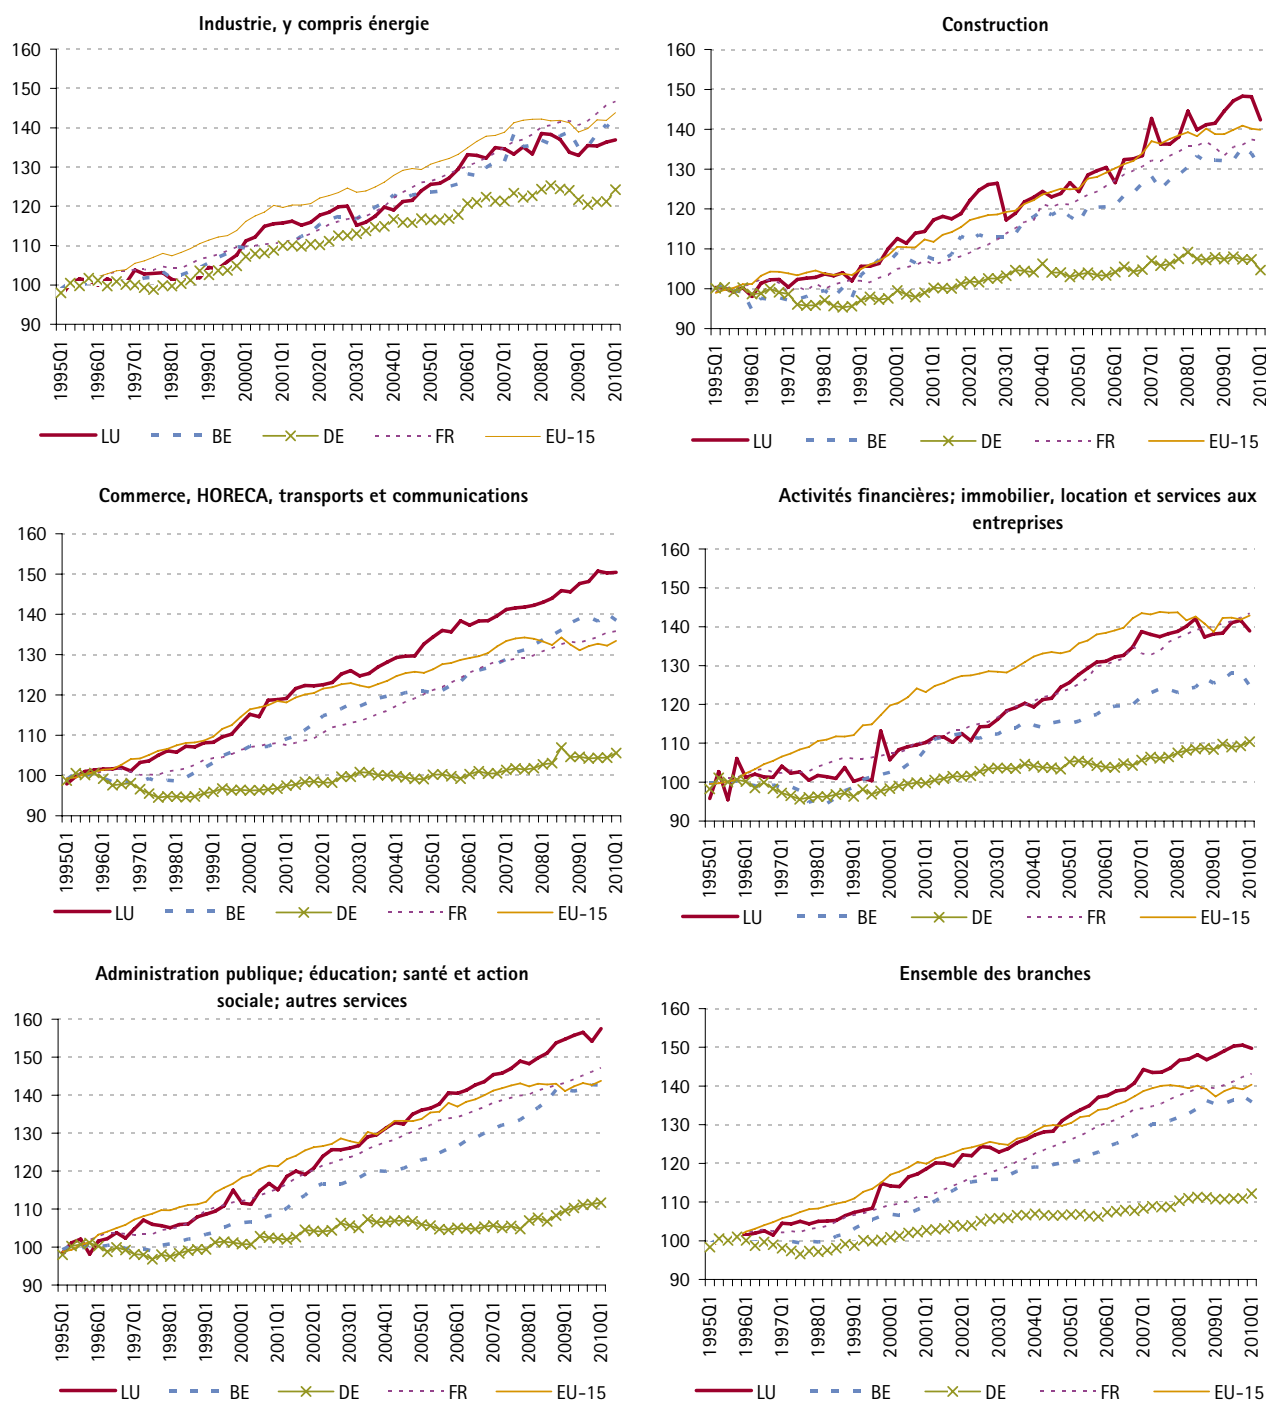 Industrie, y compris énergie
160
150
140
130
120
110
100
90
1995Q1
1996Q1
1997Q1
1998Q1
1999Q1
2000Q1
2001Q1
2002Q1
2003Q1
2004Q1
2005Q1
2006Q1
2007Q1
2008Q1
2009Q1
2010Q1
LU BE DE FR EU-15
Construction
160
150
140
130
120
110
100
90
1995Q1
1996Q1
1997Q1
1998Q1
1999Q1
2000Q1
2001Q1
2002Q1
2003Q1
2004Q1
2005Q1
2006Q1
2007Q1
2008Q1
2009Q1
2010Q1
LU BE DE FR EU-15
Commerce, HORECA, transports et communications
160
150
140
130
120
110
100
90
1995Q1
1996Q1
1997Q1
1998Q1
1999Q1
2000Q1
2001Q1
2002Q1
2003Q1
2004Q1
2005Q1
2006Q1
2007Q1
2008Q1
2009Q1
2010Q1
LU BE DE FR EU-15
Activités financières; immobilier, location et services aux
entreprises
160
150
140
130
120
110
100
90
1995Q1
1996Q1
1997Q1
1998Q1
1999Q1
2000Q1
2001Q1
2002Q1
2003Q1
2004Q1
2005Q1
2006Q1
2007Q1
2008Q1
2009Q1
2010Q1
LU BE DE FR EU-15
Administration publique; éducation; santé et action
sociale; autres services
160
150
140
130
120
110
100
90
1995Q1
1996Q1
1997Q1
1998Q1
1999Q1
2000Q1
2001Q1
2002Q1
2003Q1
2004Q1
2005Q1
2006Q1
2007Q1
2008Q1
2009Q1
2010Q1
LU BE DE FR EU-15
Ensemble des branches
160
150
140
130
120
110
100
90
1995Q1
1996Q1
1997Q1
1998Q1
1999Q1
2000Q1
2001Q1
2002Q1
2003Q1
2004Q1
2005Q1
2006Q1
2007Q1
2008Q1
2009Q1
2010Q1
LU BE DE FR EU-15